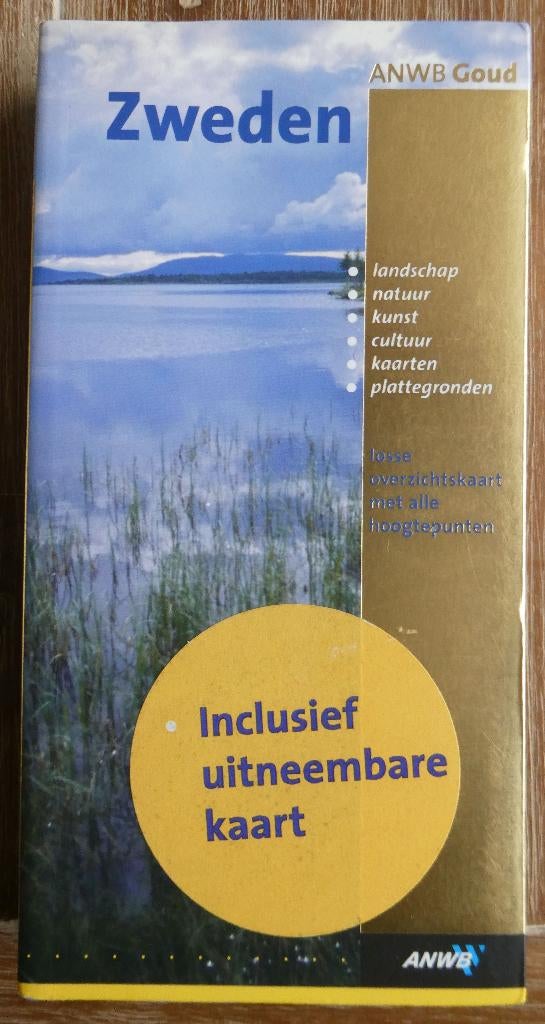 ANWB Goud
Zweden
• landschap
• natuur
• kunst
• cultuur
• kaarten
• plattegronden
losse
overzichtskaart
met alle
hoogtepunten
Inclusief
uitneembare
kaart
ANWB